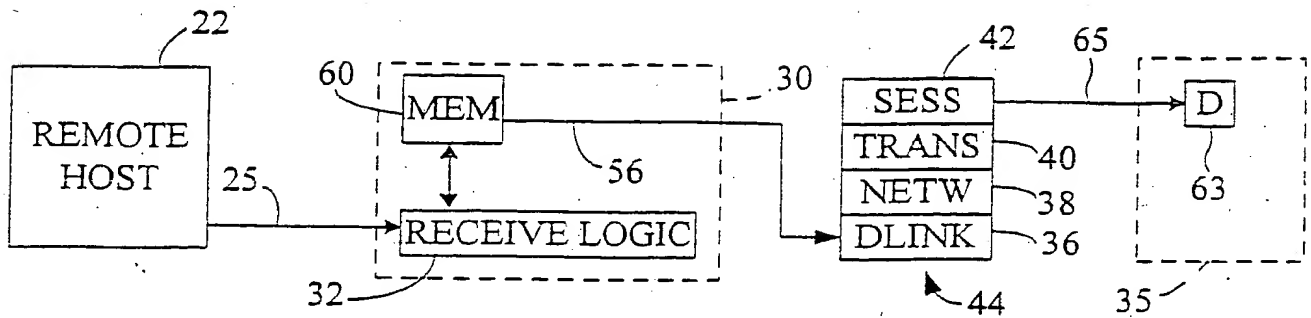 22
REMOTE
HOST
25
60
MEM
30
56
RECEIVE LOGIC
32
42
SESS
TRANS
40
NETW
38
DLINK
36
44
65
D
63
35